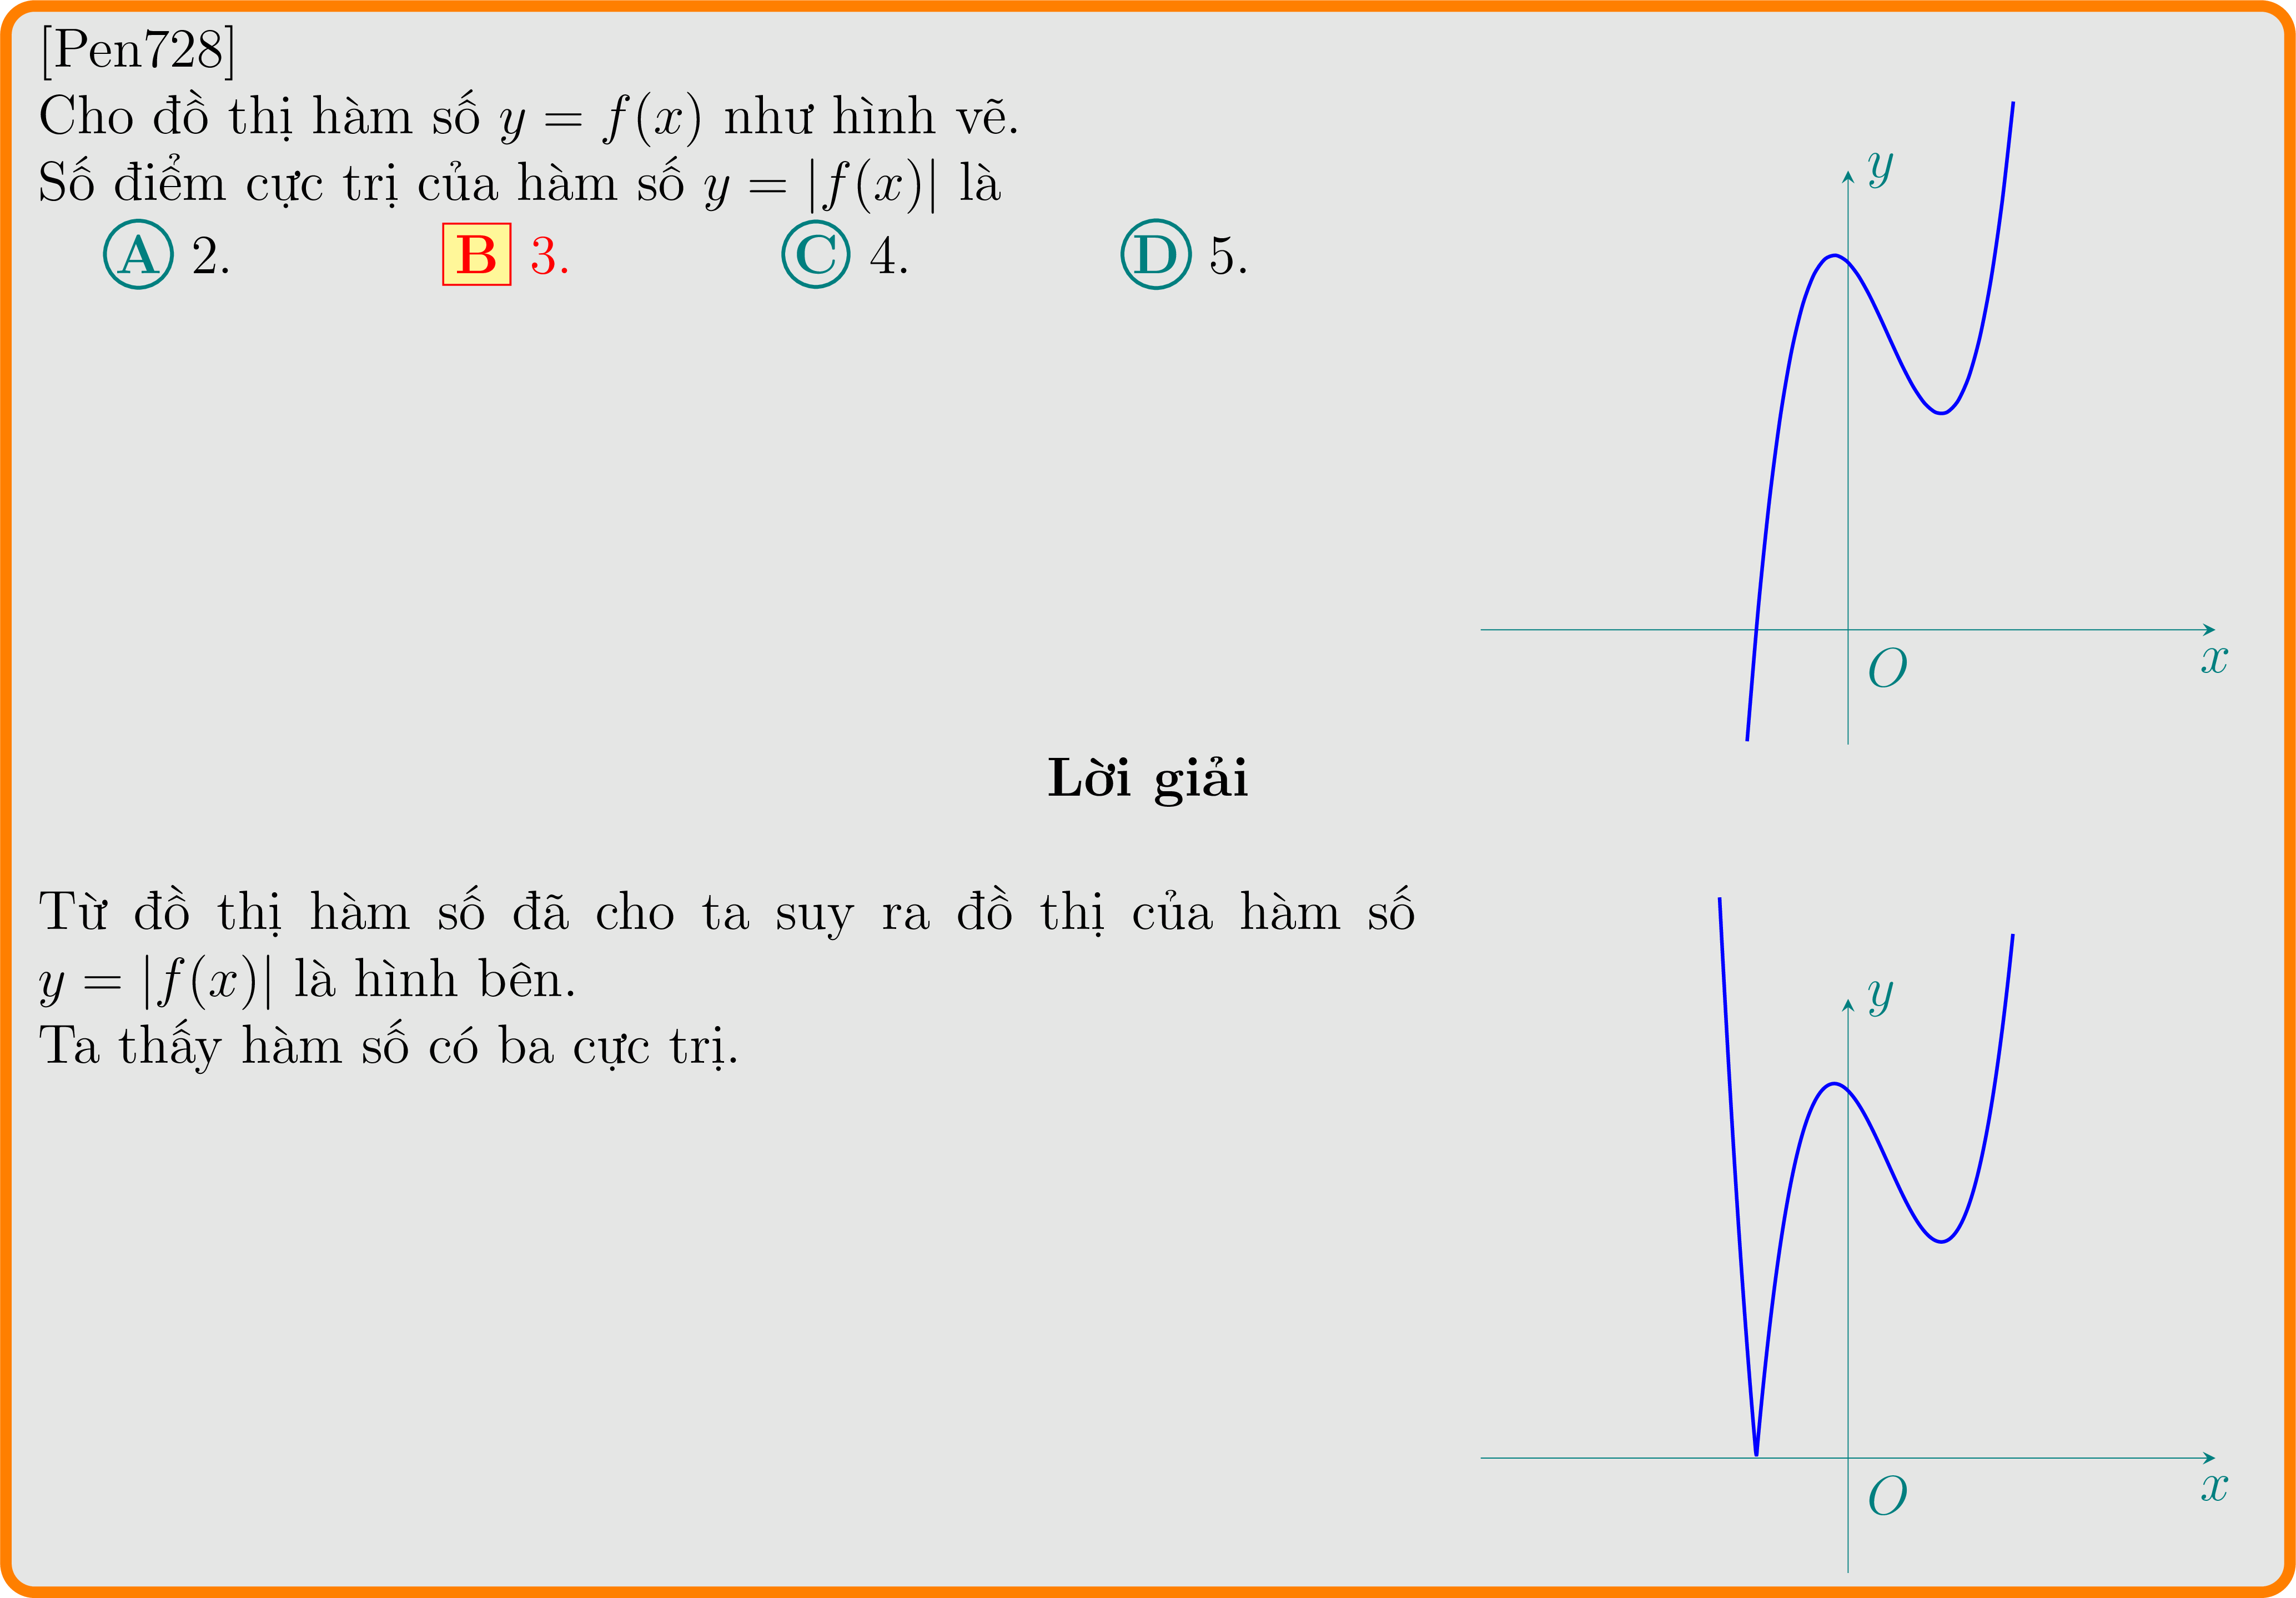 [Pen728]
Cho đồ thị hàm số y = f(x) như hình vẽ.
Số điểm cực trị của hàm số y = |f(x)| là
A 2. B 3. C 4. D 5.
y
O
x
Lời giải
Từ đồ thị hàm số đã cho ta suy ra đồ thị của hàm số
y = |f(x)| là hình bên.
Ta thấy hàm số có ba cực trị.
y
O
x